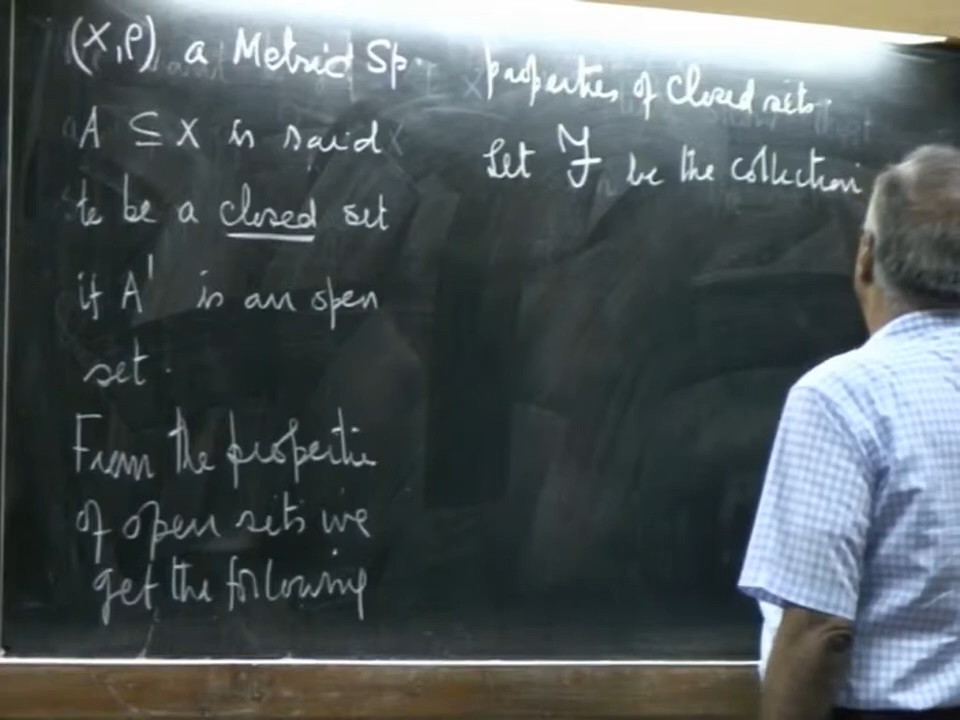 (X, ρ) a Metric Sp.
A ⊆ X is said
to be a closed set
if A' is an open
set.
From the propertie
of open sets we
get the following
properties of closed sets.
Let ℱ be the collection